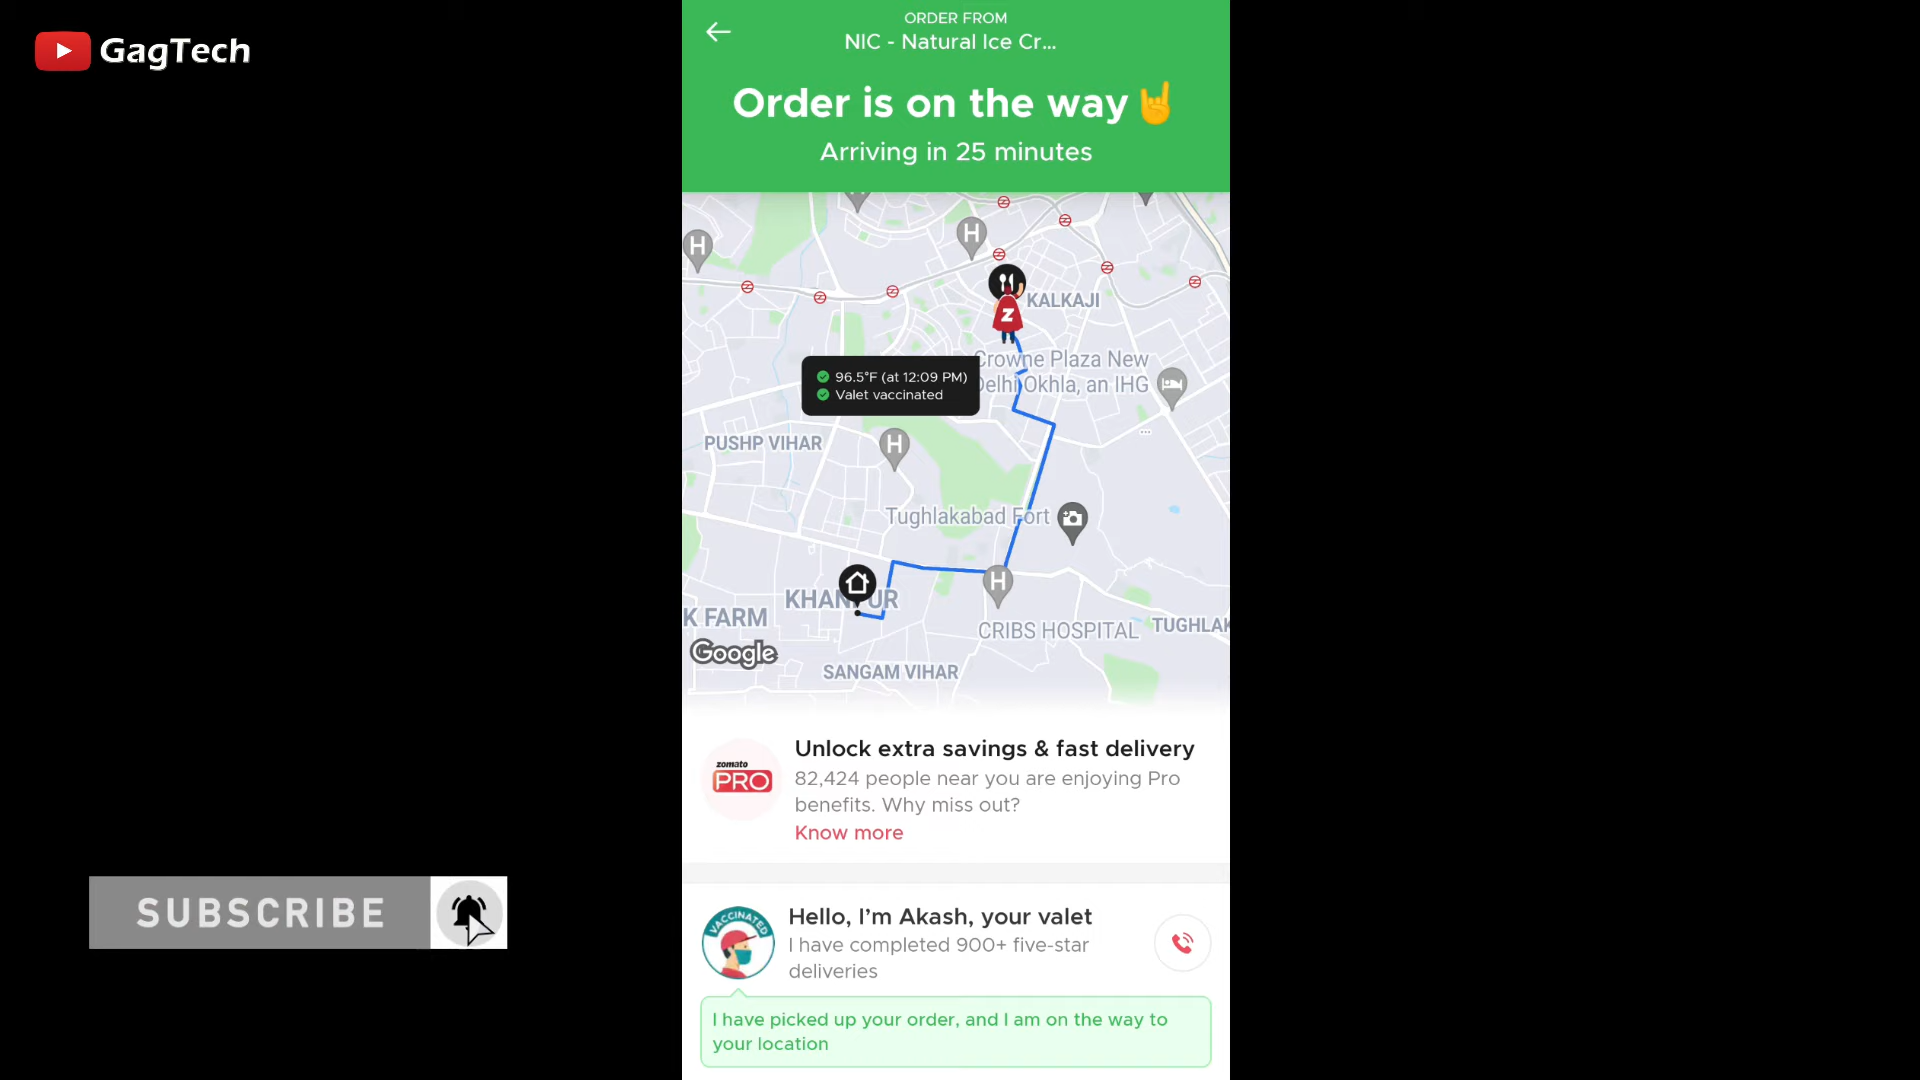 GagTech
ORDER FROM
NIC - Natural Ice Cr...
Order is on the way🤘
Arriving in 25 minutes
H
H
KALKAJI
Z
Crowne Plaza New
Delhi Okhla, an IHG
96.5°F (at 12:09 PM)
Valet vaccinated
PUSHP VIHAR
H
Tughlakabad Fort
H
KHANPUR
K FARM
CRIBS HOSPITAL
TUGHLAK
Google
SANGAM VIHAR
zomato
PRO
Unlock extra savings & fast delivery
82,424 people near you are enjoying Pro
benefits. Why miss out?
Know more
SUBSCRIBE
VACCINATED
Hello, I'm Akash, your valet
I have completed 900+ five-star
deliveries
I have picked up your order, and I am on the way to
your location